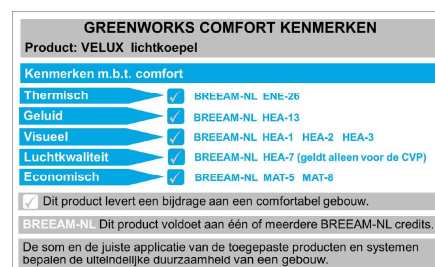 GREENWORKS COMFORT KENMERKEN
Product: VELUX lichtkoepel
Kenmerken m.b.t. comfort
Thermisch BREEAM-NL ENE-26
Geluid BREEAM-NL HEA-13
Visueel BREEAM-NL HEA-1 HEA-2 HEA-3
Luchtkwaliteit BREEAM-NL HEA-7 (geldt alleen voor de CVP)
Economisch BREEAM-NL MAT-5 MAT-8
Dit product levert een bijdrage aan een comfortabel gebouw.
BREEAM-NL Dit product voldoet aan één of meerdere BREEAM-NL credits.
De som en de juiste applicatie van de toegepaste producten en systemen
bepalen de uiteindelijke duurzaamheid van een gebouw.